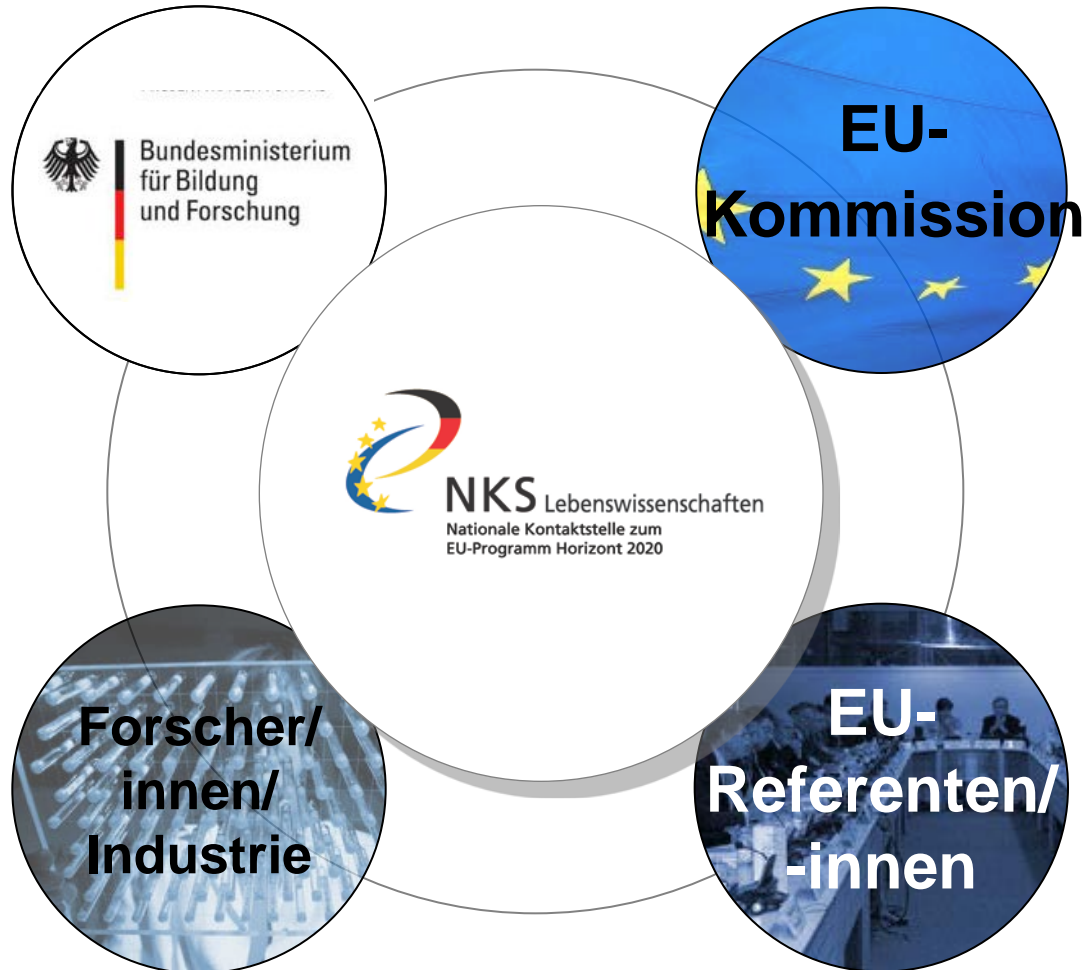 Bundesministerium
für Bildung
und Forschung
EU-
Kommission
NKS Lebenswissenschaften
Nationale Kontaktstelle zum
EU-Programm Horizont 2020
Forscher/
innen/
Industrie
EU-
Referenten/
-innen